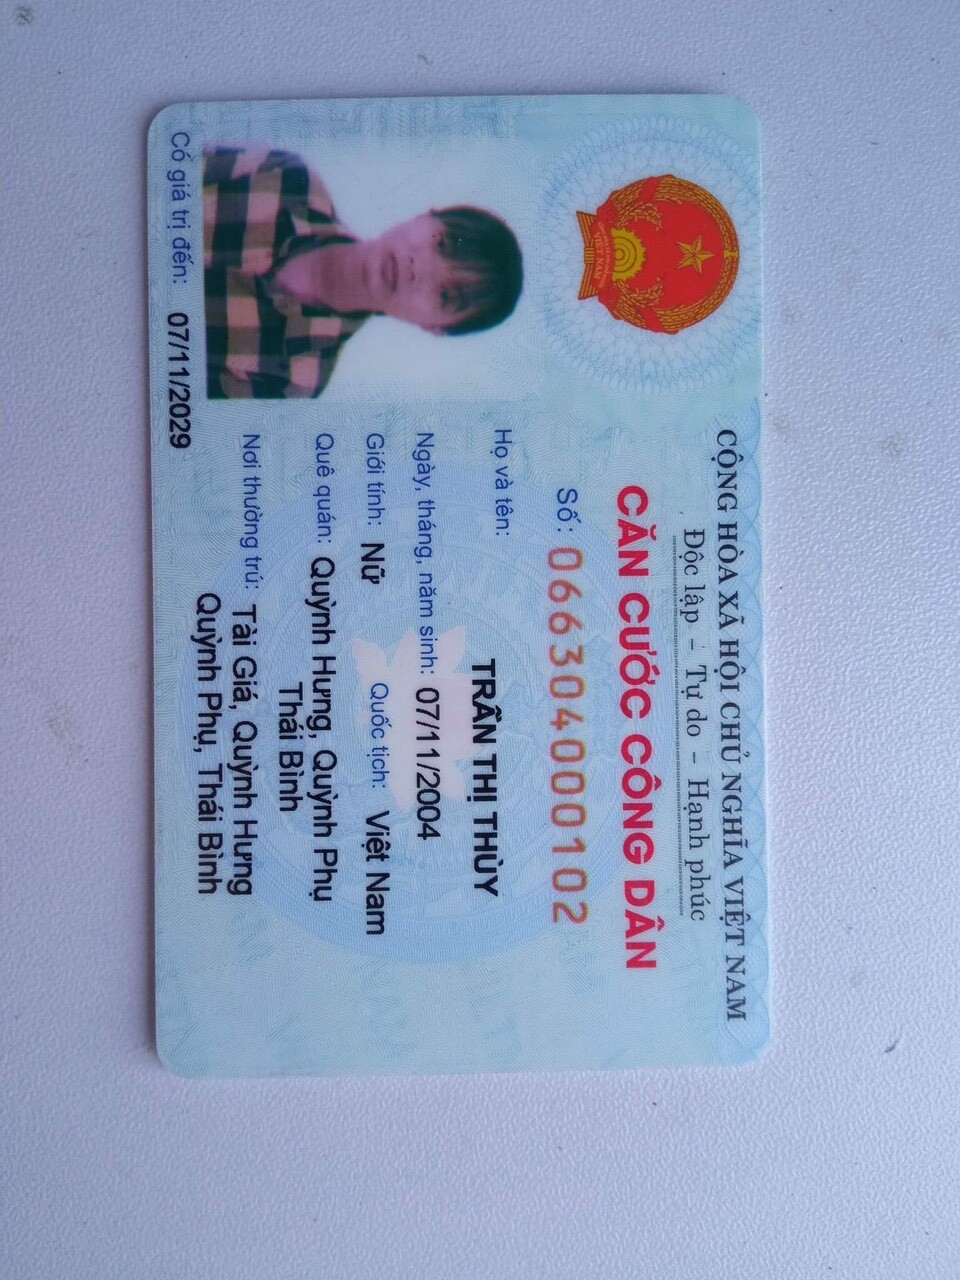 CỘNG HÒA XÃ HỘI CHỦ NGHĨA VIỆT NAM
Độc lập - Tự do - Hạnh phúc
CĂN CƯỚC CÔNG DÂN
Số: 066304000102
Họ và tên:
TRẦN THỊ THÙY
Ngày, tháng, năm sinh: 07/11/2004
Giới tính: Nữ Quốc tịch: Việt Nam
Quê quán: Quỳnh Hưng, Quỳnh Phụ
Thái Bình
Nơi thường trú: Tài Giá, Quỳnh Hưng
Quỳnh Phụ, Thái Bình
Có giá trị đến: 07/11/2029
VIỆT NAM